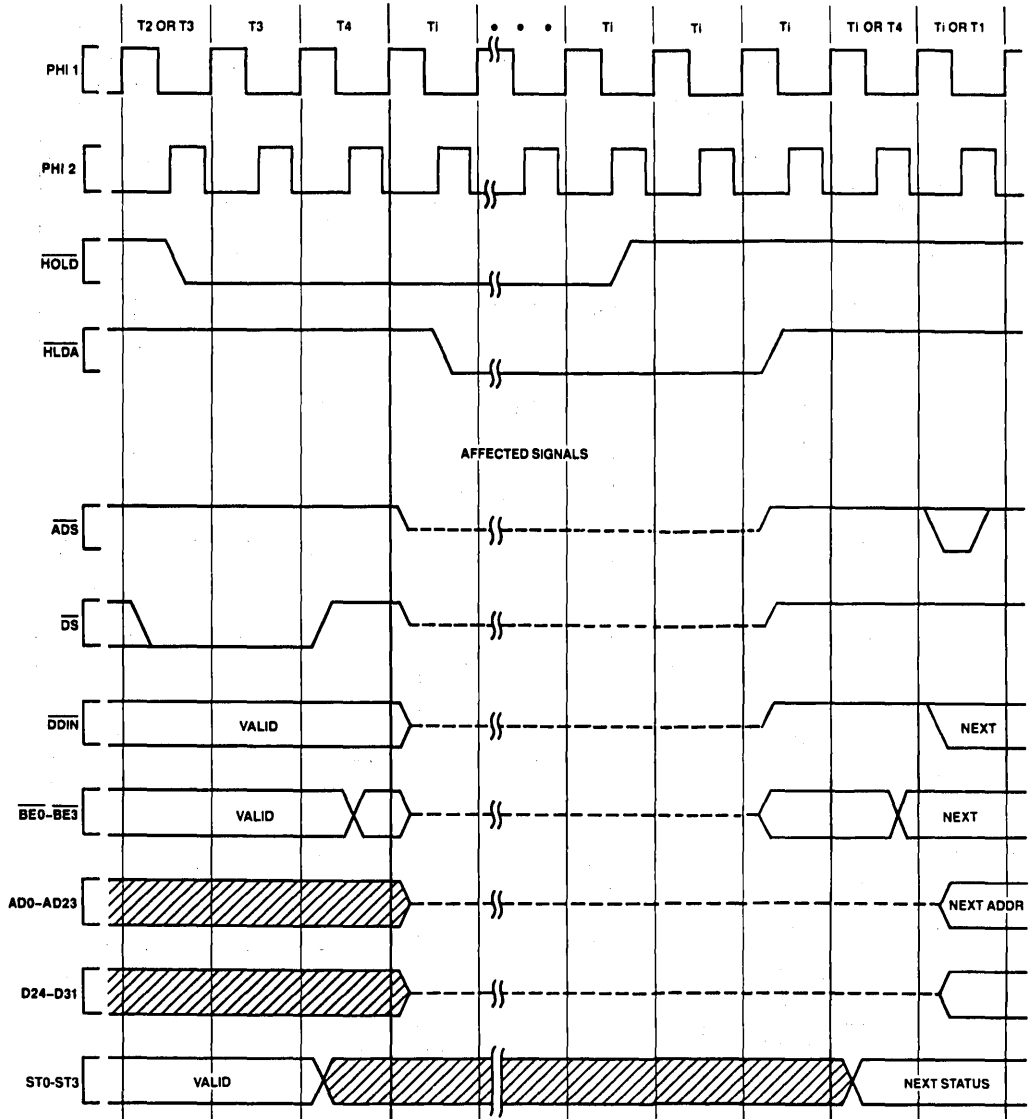 T2 OR T3 T3 T4 Ti • • • Ti Ti Ti Ti OR T4 Ti OR T1
PHI 1
PHI 2
HOLD
HLDA
AFFECTED SIGNALS
ADS
DS
DDIN VALID NEXT
BE0-BE3 VALID NEXT
AD0-AD23 NEXT ADDR
D24-D31
ST0-ST3 VALID NEXT STATUS